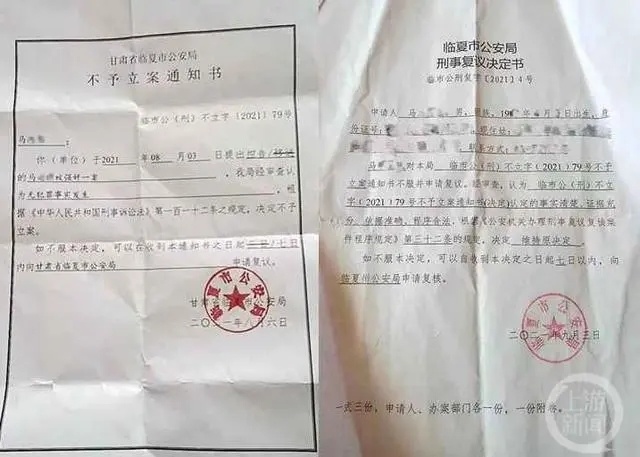 甘肃省临夏市公安局
不予立案通知书
临市公（刑）不立字〔2021〕79号
马
：
你（单位）于2021年08月03日提出控告
的马　　被强奸一案，我局经审查认
为无犯罪事实发生，根
据《中华人民共和国刑事诉讼法》第一百一十二条之规定，决定不予
立案。
如不服本决定，可以在收到本通知书之日起　七日
内向甘肃省临夏市公安局申请复议。
甘肃省临夏市公安局
二〇二一年八月六日
临夏市公安局
临夏市公安局
刑事复议决定书
临市公刑复字〔2021〕4号
申请人马　　男，　族，19　年　月　日出生，身
份证号：　　现住址：
联系方式：
马　　对本局临市公（刑）不立字〔2021〕79号不
予立案通知书不服并申请复议。经审查，认为临市公（刑）
不立字〔2021〕79号不予立案通知书（决定）认定的事实清楚，证据充
分，依据准确，程序合法，根据《公安机关办理刑事复议复核案
件程序规定》第三十二条的规定，决定维持原决定。
如不服本决定，可以自收到本决定之日起七日以内，向
临夏州公安局申请复核。
临夏市公安局
二〇二一年九月三日
一式三份，申请人、办案部门各一份，一份附卷。
上游新闻